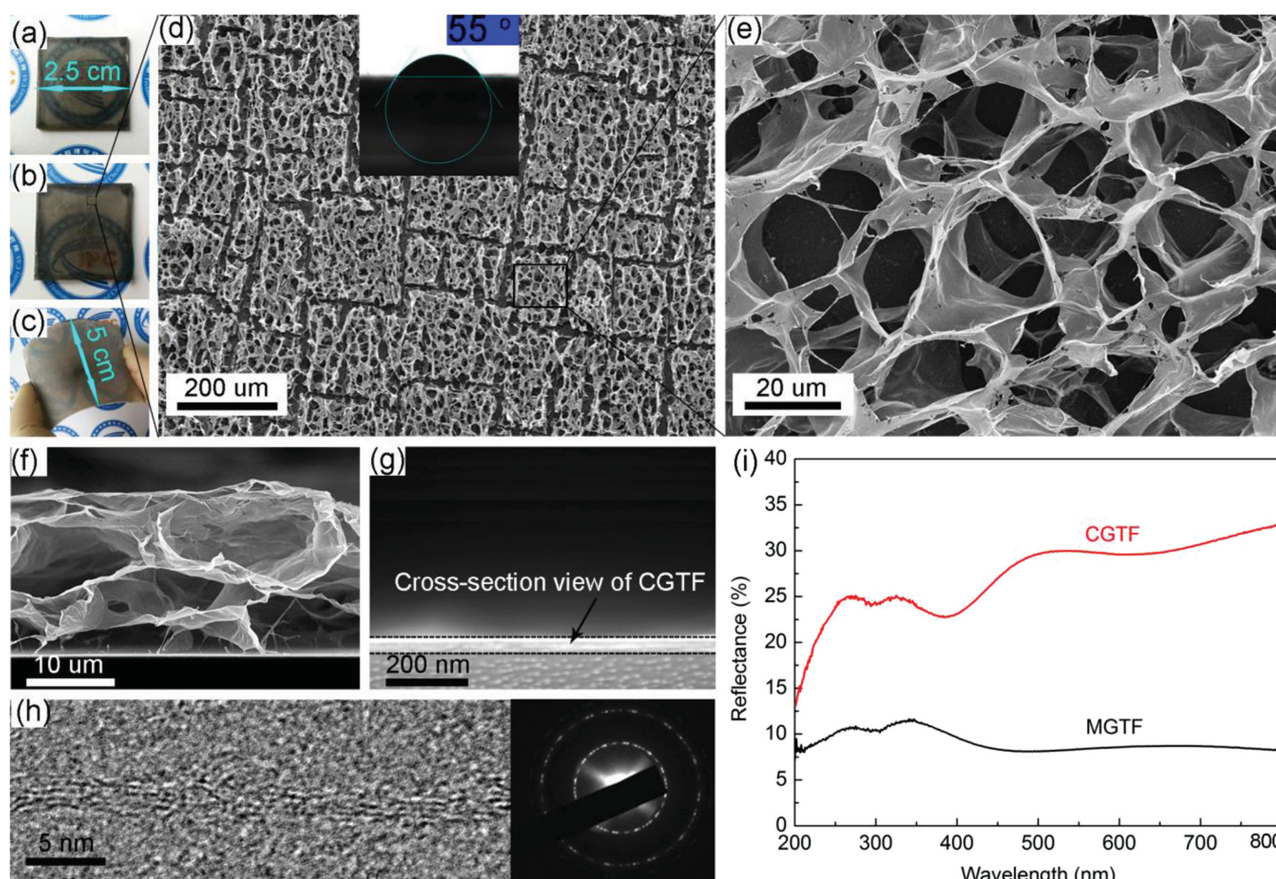 (a)
2.5 cm
(b)
IPC
(c)
5 cm
(d)
55 °
200 um
(e)
20 um
(f)
10 um
(g)
Cross-section view of CGTF
200 nm
(h)
5 nm
(i)
40
35
30
25
20
15
10
5
0
Reflectance (%)
CGTF
MGTF
200 300 400 500 600 700 800
Wavelength (nm)